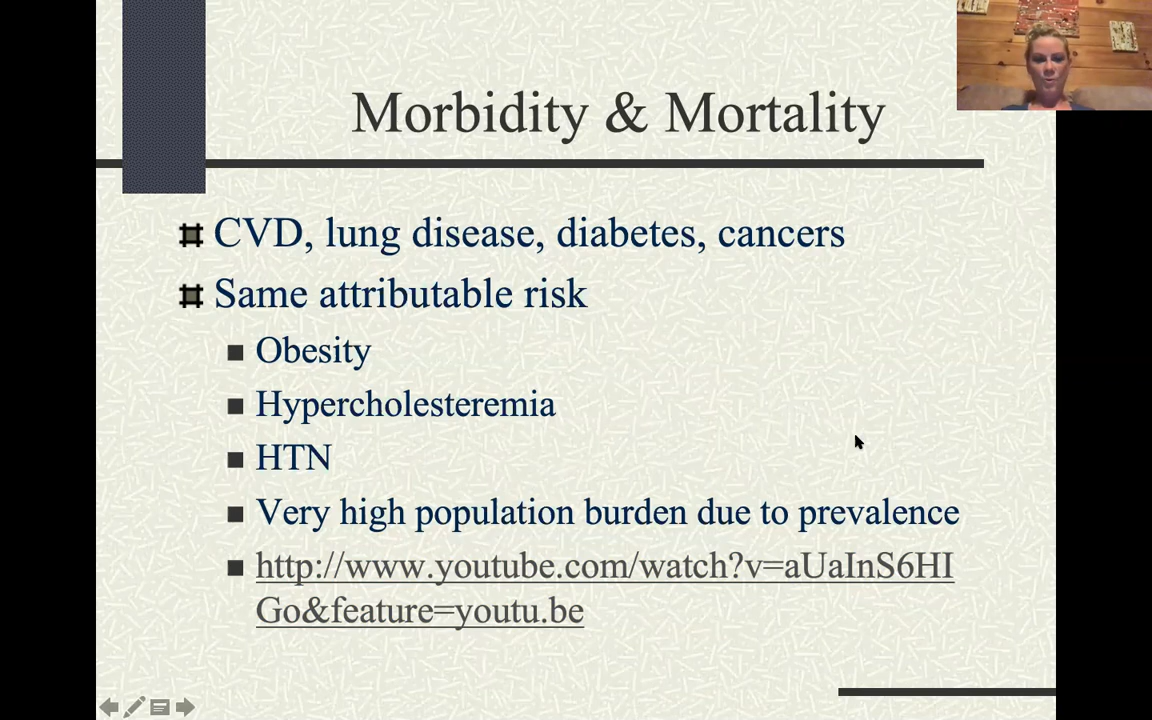 Morbidity & Mortality
CVD, lung disease, diabetes, cancers
Same attributable risk
Obesity
Hypercholesteremia
HTN
Very high population burden due to prevalence
http://www.youtube.com/watch?v=aUaInS6HI
Go&feature=youtu.be